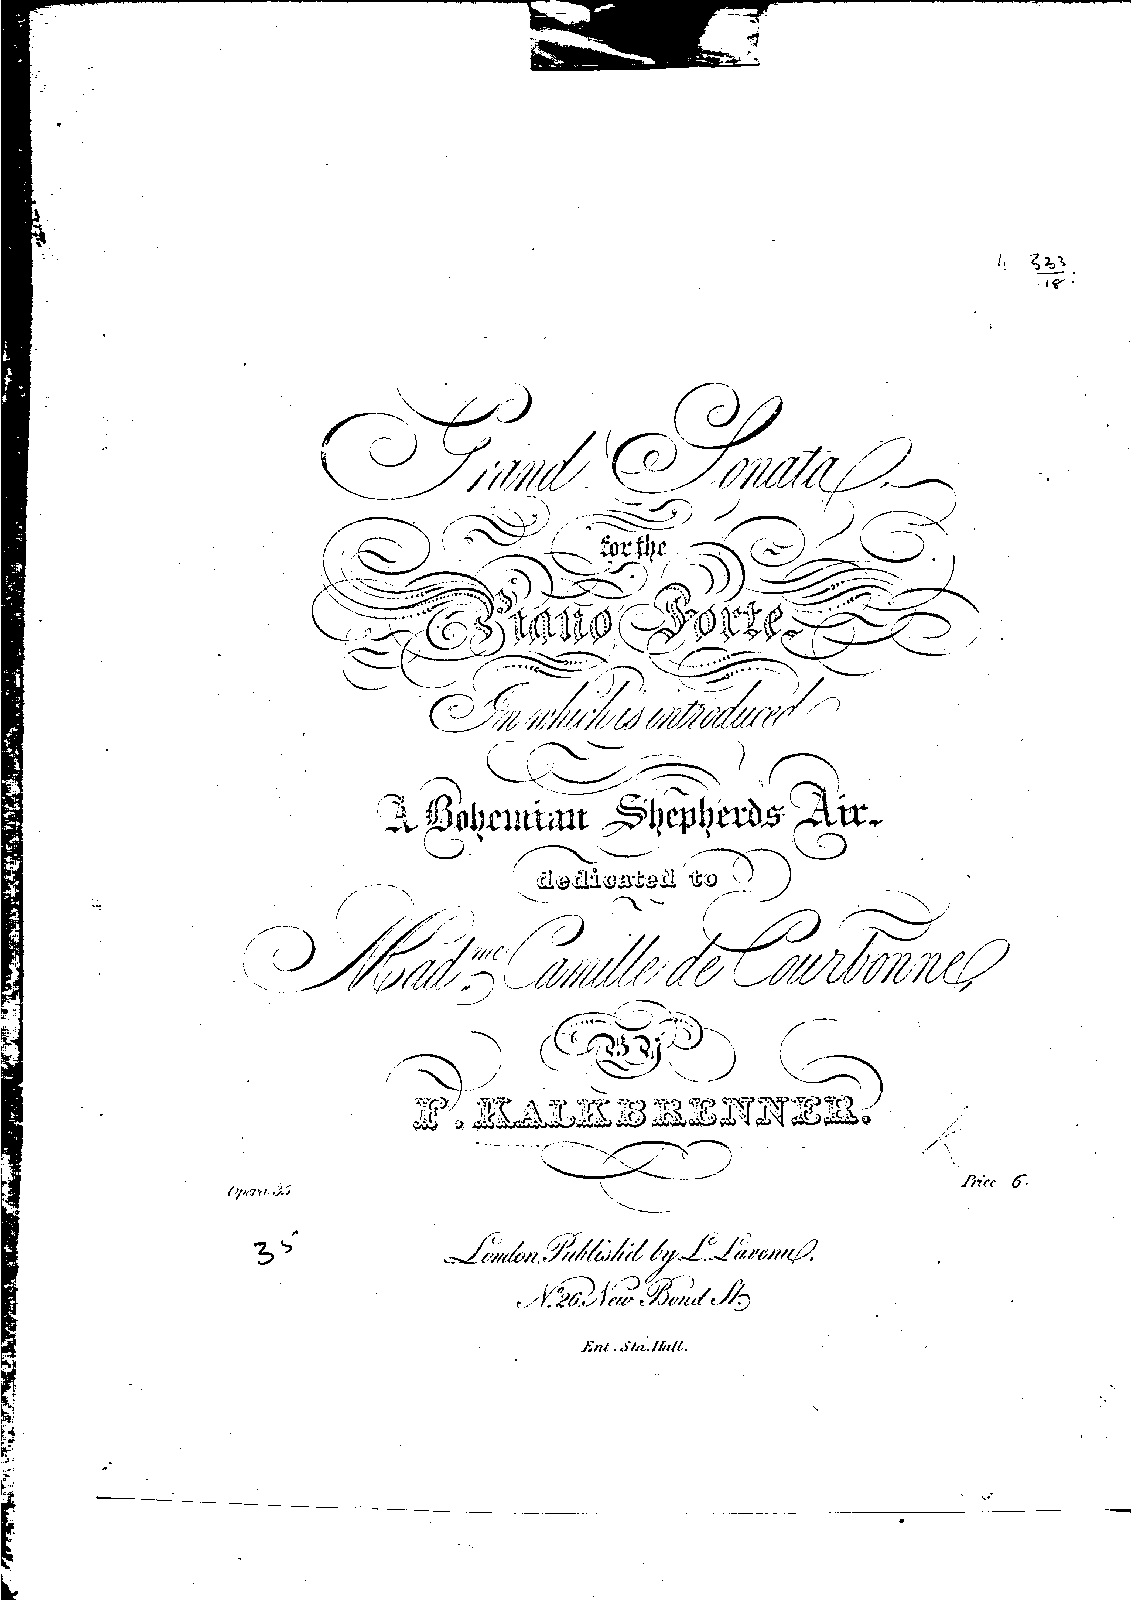 333
18
Grand Sonata
for the
Piano Forte.
In which is introduced
A Bohemian Shepherds Air.
dedicated to
Mad.me Camille de Courbonne,
BY
F. KALKBRENNER.
Opera 35
Price 6.
35
London, Publish'd by L. Lavenu.
No. 26. New Bond St.
Ent. Sta. Hall.